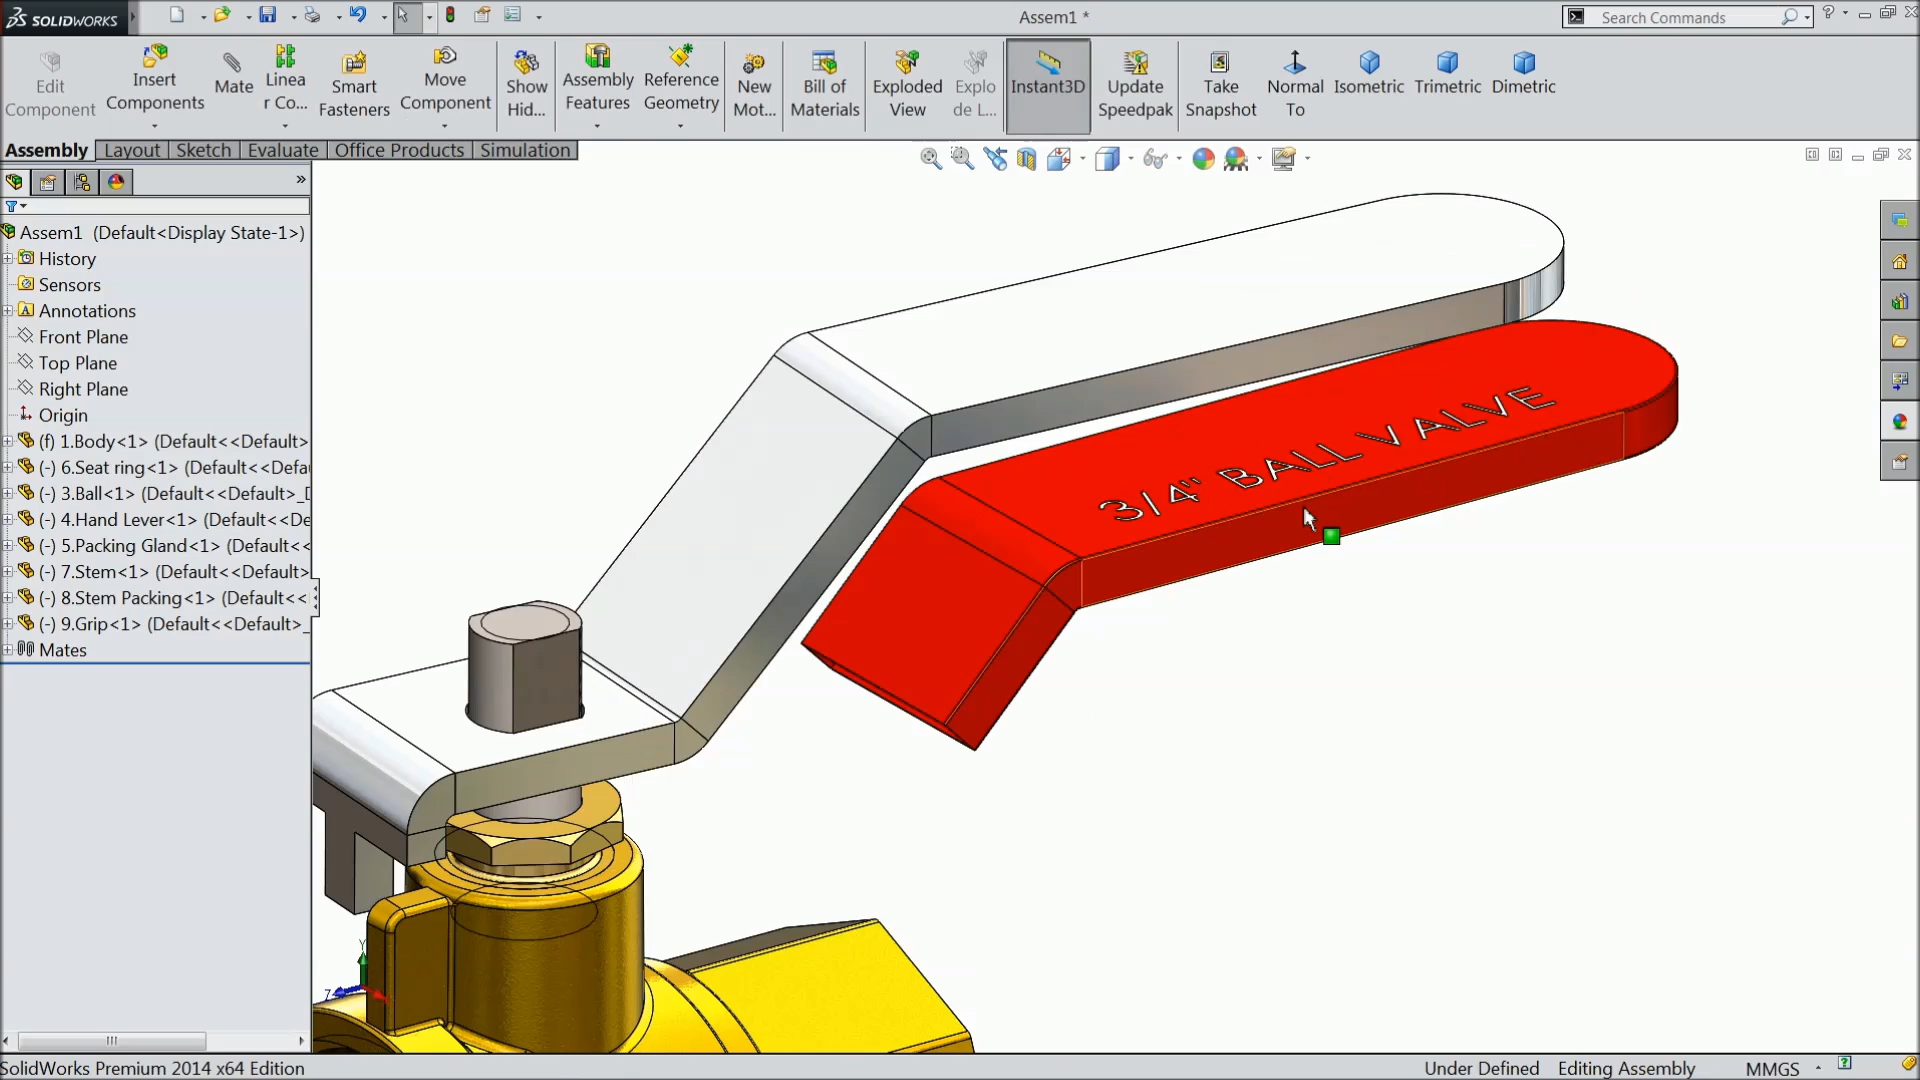 SOLIDWORKS
Assem1 *
Search Commands
Edit Component
Insert Components
Mate
Linea r Co...
Smart Fasteners
Move Component
Show Hid...
Assembly Features
Reference Geometry
New Mot...
Bill of Materials
Exploded View
Explo de L...
Instant3D
Update Speedpak
Take Snapshot
Normal To
Isometric
Trimetric
Dimetric
Assembly
Layout
Sketch
Evaluate
Office Products
Simulation
Assem1 (Default<Display State-1>)
History
Sensors
Annotations
Front Plane
Top Plane
Right Plane
Origin
(f) 1.Body<1> (Default<<Default>
(-) 6.Seat ring<1> (Default<<Defau
(-) 3.Ball<1> (Default<<Default>_D
(-) 4.Hand Lever<1> (Default<<De
(-) 5.Packing Gland<1> (Default<<
(-) 7.Stem<1> (Default<<Default>
(-) 8.Stem Packing<1> (Default<<
(-) 9.Grip<1> (Default<<Default>_
Mates
3/4" BALL VALVE
Y
Z
SolidWorks Premium 2014 x64 Edition
Under Defined
Editing Assembly
MMGS